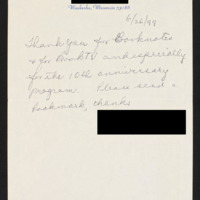 6/26/99
Thank you for Booknotes
& for BookTV and especially
for the 10th anniversary
program. Please send a
bookmark, thanks